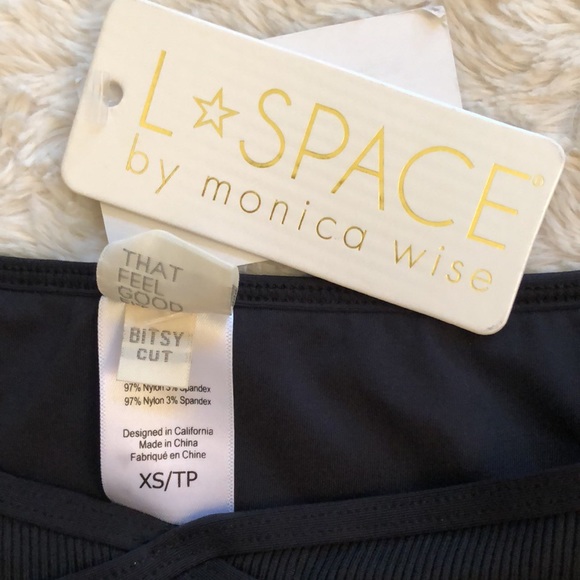 L☆SPACE®
by monica wise
THAT
FEEL
GOOD
BITSY
CUT
97% Nylon 3% Spandex
97% Nylon 3% Spandex
Designed in California
Made in China
Fabriqué en Chine
XS/TP